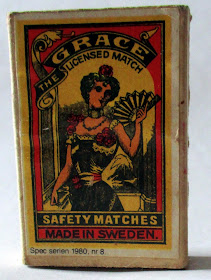 GRACE
THE LICENSED MATCH
SAFETY MATCHES
MADE IN SWEDEN.
Spec serien 1980, nr 8